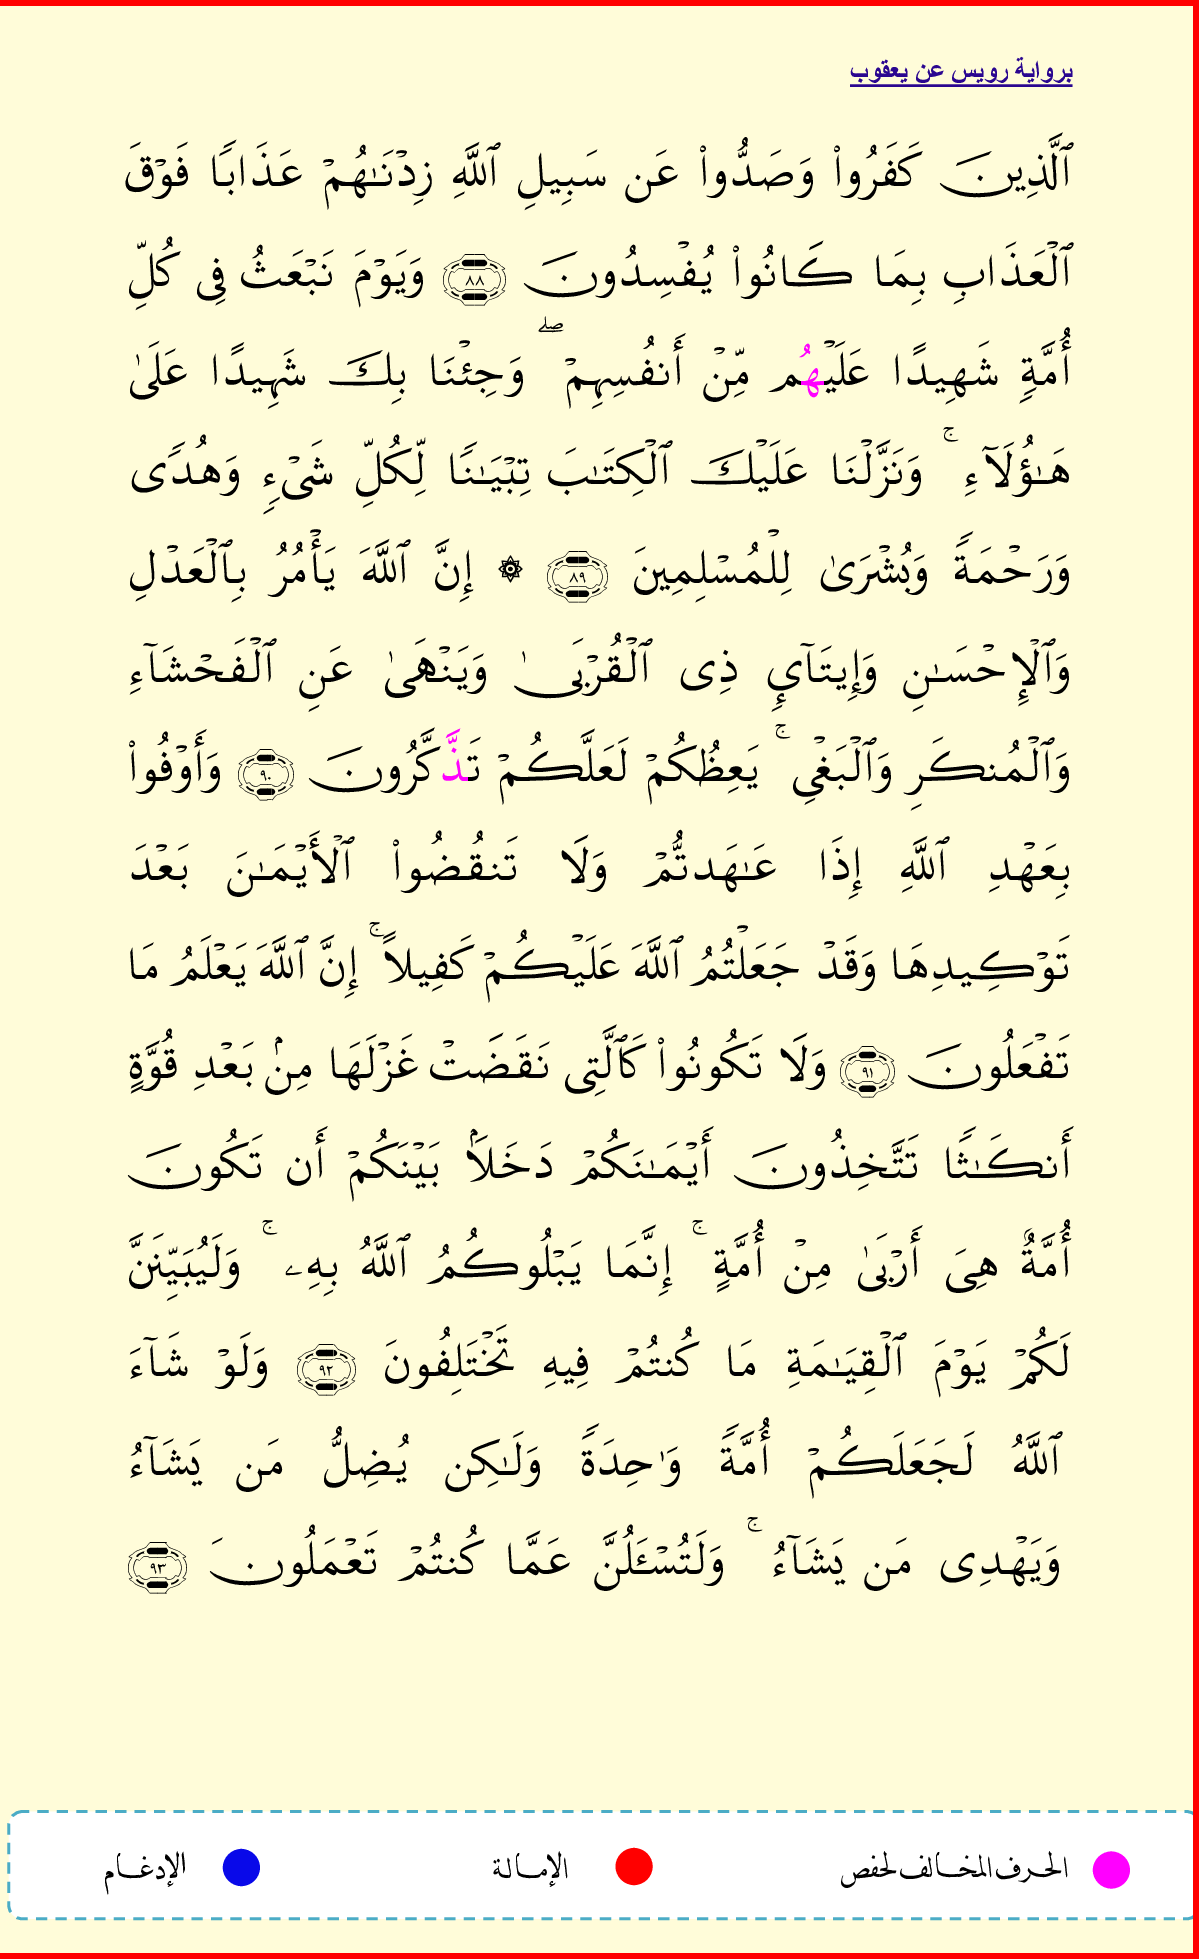 برواية رويس عن يعقوب
ٱلَّذِينَ كَفَرُواْ وَصَدُّواْ عَن سَبِيلِ ٱللَّهِ زِدْنَٰهُمْ عَذَابًا فَوْقَ
ٱلْعَذَابِ بِمَا كَانُواْ يُفْسِدُونَ ٨٨ وَيَوْمَ نَبْعَثُ فِى كُلِّ
أُمَّةٍ شَهِيدًا عَلَيْهُم مِّنْ أَنفُسِهِمْ ۖ وَجِئْنَا بِكَ شَهِيدًا عَلَىٰ
هَٰٓؤُلَآءِ ۚ وَنَزَّلْنَا عَلَيْكَ ٱلْكِتَٰبَ تِبْيَٰنًا لِّكُلِّ شَىْءٍ وَهُدًى
وَرَحْمَةً وَبُشْرَىٰ لِلْمُسْلِمِينَ ٨٩ ۞ إِنَّ ٱللَّهَ يَأْمُرُ بِٱلْعَدْلِ
وَٱلْإِحْسَٰنِ وَإِيتَآءِ ذِى ٱلْقُرْبَىٰ وَيَنْهَىٰ عَنِ ٱلْفَحْشَآءِ
وَٱلْمُنكَرِ وَٱلْبَغْىِ ۚ يَعِظُكُمْ لَعَلَّكُمْ تَذَّكَّرُونَ ٩٠ وَأَوْفُواْ
بِعَهْدِ ٱللَّهِ إِذَا عَٰهَدتُّمْ وَلَا تَنقُضُواْ ٱلْأَيْمَٰنَ بَعْدَ
تَوْكِيدِهَا وَقَدْ جَعَلْتُمُ ٱللَّهَ عَلَيْكُمْ كَفِيلًا ۚ إِنَّ ٱللَّهَ يَعْلَمُ مَا
تَفْعَلُونَ ٩١ وَلَا تَكُونُواْ كَٱلَّتِى نَقَضَتْ غَزْلَهَا مِنۢ بَعْدِ قُوَّةٍ
أَنكَٰثًا تَتَّخِذُونَ أَيْمَٰنَكُمْ دَخَلَۢا بَيْنَكُمْ أَن تَكُونَ
أُمَّةٌ هِىَ أَرْبَىٰ مِنْ أُمَّةٍ ۚ إِنَّمَا يَبْلُوكُمُ ٱللَّهُ بِهِۦ ۚ وَلَيُبَيِّنَنَّ
لَكُمْ يَوْمَ ٱلْقِيَٰمَةِ مَا كُنتُمْ فِيهِ تَخْتَلِفُونَ ٩٢ وَلَوْ شَآءَ
ٱللَّهُ لَجَعَلَكُمْ أُمَّةً وَٰحِدَةً وَلَٰكِن يُضِلُّ مَن يَشَآءُ
وَيَهْدِى مَن يَشَآءُ ۚ وَلَتُسْـَٔلُنَّ عَمَّا كُنتُمْ تَعْمَلُونَ ٩٣
الحرف المخالف لحفص الإمالة الإدغام